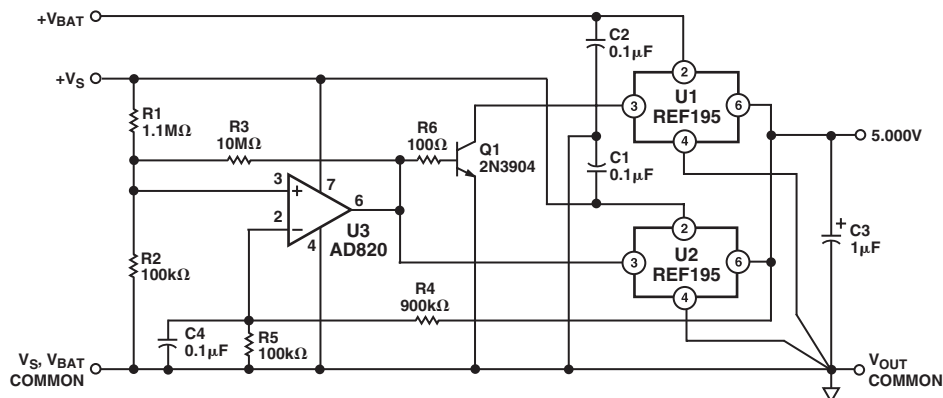 +VBAT
C2
0.1µF
2
U1
REF195
3
6
4
+VS
R1
1.1MΩ
R3
10MΩ
R6
100Ω
Q1
2N3904
5.000V
C1
0.1µF
3
7
+
6
2
−
4
U3
AD820
2
U2
REF195
3
6
4
+
C3
1µF
R2
100kΩ
R4
900kΩ
C4
0.1µF
R5
100kΩ
VS, VBAT
COMMON
VOUT
COMMON